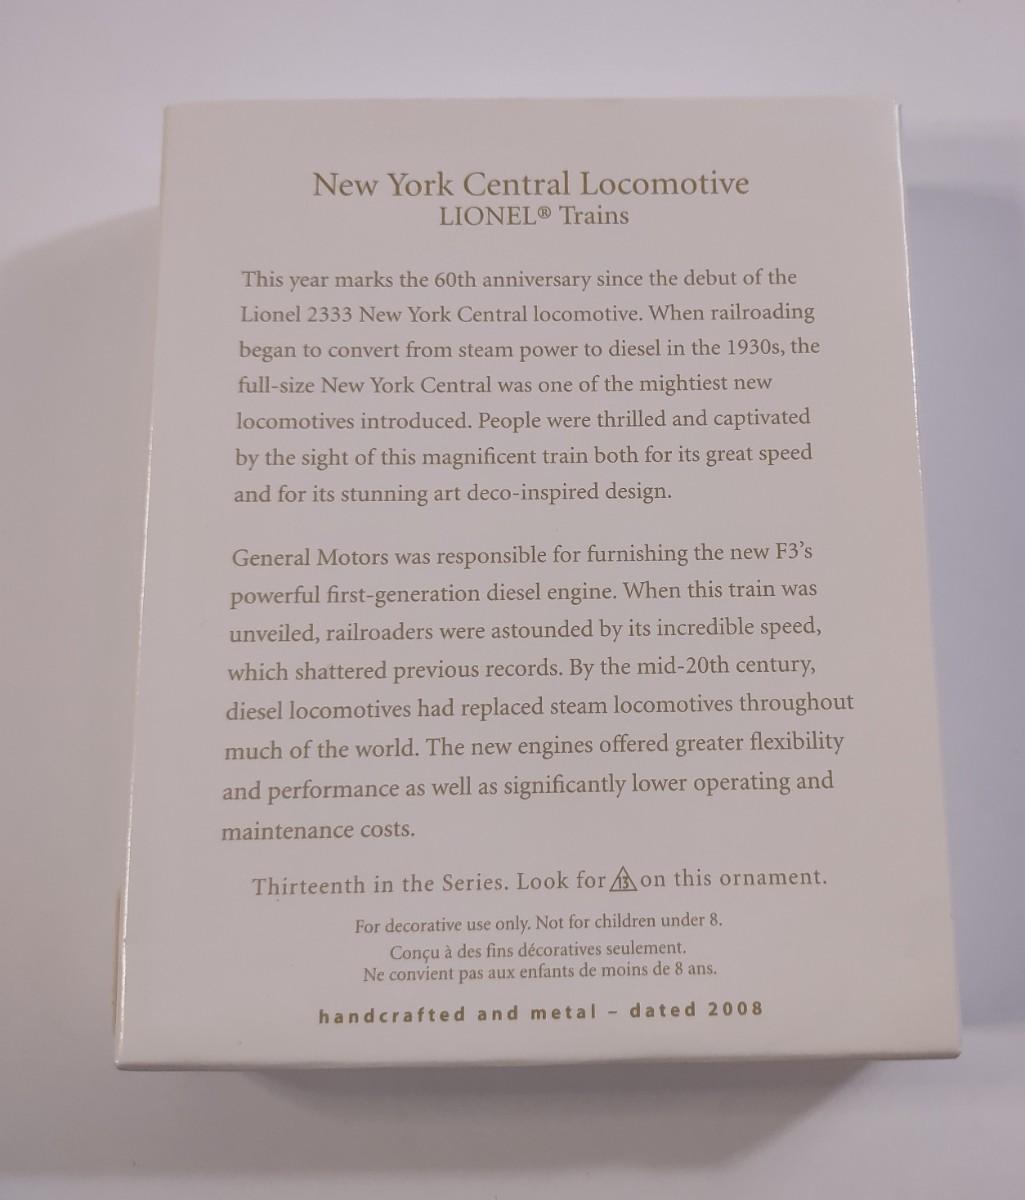 New York Central Locomotive
LIONEL® Trains
This year marks the 60th anniversary since the debut of the
Lionel 2333 New York Central locomotive. When railroading
began to convert from steam power to diesel in the 1930s, the
full-size New York Central was one of the mightiest new
locomotives introduced. People were thrilled and captivated
by the sight of this magnificent train both for its great speed
and for its stunning art deco-inspired design.
General Motors was responsible for furnishing the new F3’s
powerful first-generation diesel engine. When this train was
unveiled, railroaders were astounded by its incredible speed,
which shattered previous records. By the mid-20th century,
diesel locomotives had replaced steam locomotives throughout
much of the world. The new engines offered greater flexibility
and performance as well as significantly lower operating and
maintenance costs.
Thirteenth in the Series. Look for 13 on this ornament.
For decorative use only. Not for children under 8.
Conçu à des fins décoratives seulement.
Ne convient pas aux enfants de moins de 8 ans.
handcrafted and metal – dated 2008